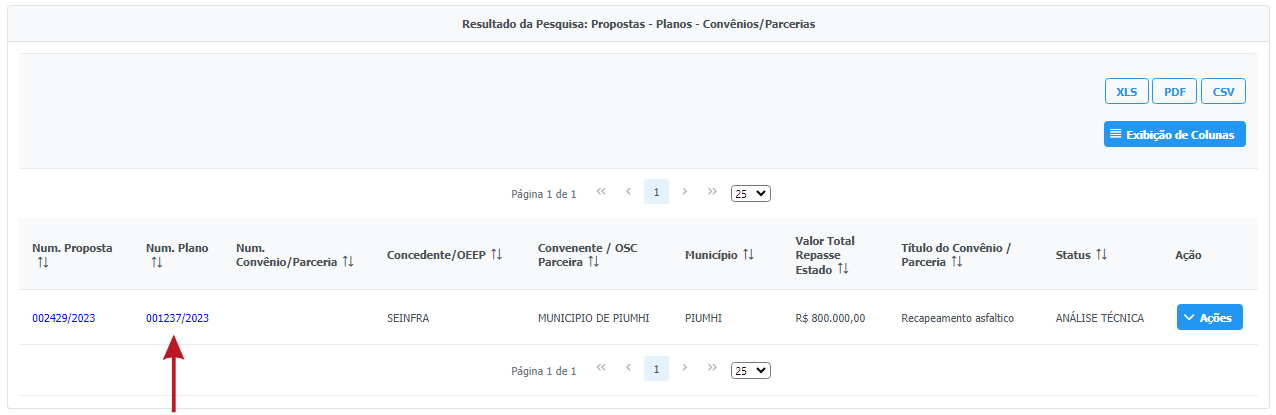 Resultado da Pesquisa: Propostas - Planos - Convênios/Parcerias
XLS PDF CSV
Exibição de Colunas
Página 1 de 1 1 25
Num. Proposta
Num. Plano
Num.
Convênio/Parceria
Concedente/OEEP
Convenente / OSC
Parceira
Município
Valor Total
Repasse
Estado
Título do Convênio /
Parceria
Status
Ação
002429/2023 001237/2023 SEINFRA MUNICIPIO DE PIUMHI PIUMHI R$ 800.000,00 Recapeamento asfaltico ANÁLISE TÉCNICA Ações
Página 1 de 1 1 25